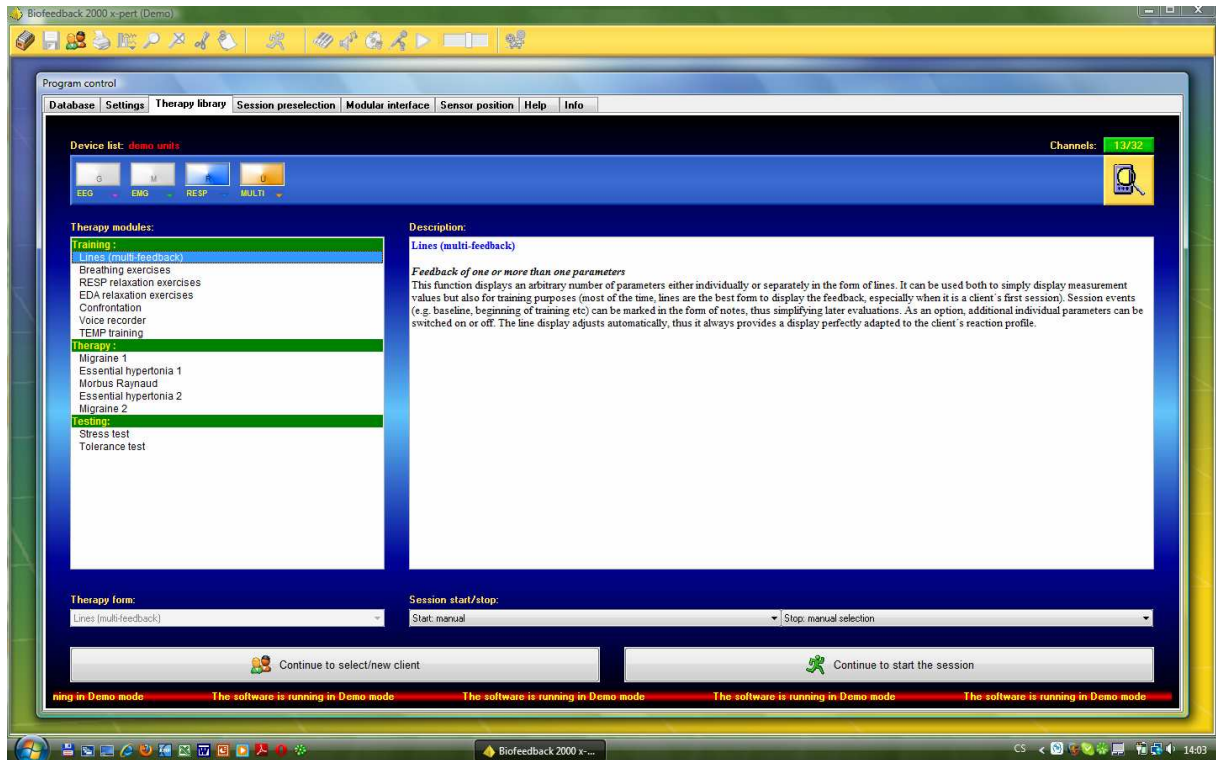 Biofeedback 2000 x-pert (Demo)
Program control
Database Settings Therapy library Session preselection Modular interface Sensor position Help Info
Device list: demo units Channels: 13/32
G M R U
EEG EMG RESP MULTI
Therapy modules:
Training :
Lines (multi-feedback)
Breathing exercises
RESP relaxation exercises
EDA relaxation exercises
Confrontation
Voice recorder
TEMP training
Therapy :
Migraine 1
Essential hypertonia 1
Morbus Raynaud
Essential hypertonia 2
Migraine 2
Testing:
Stress test
Tolerance test
Description:
Lines (multi-feedback)
Feedback of one or more than one parameters
This function displays an arbitrary number of parameters either individually or separately in the form of lines. It can be used both to simply display measurement
values but also for training purposes (most of the time, lines are the best form to display the feedback, especially when it is a client´s first session). Session events
(e.g. baseline, beginning of training etc) can be marked in the form of notes, thus simplifying later evaluations. As an option, additional individual parameters can be
switched on or off. The line display adjusts automatically, thus it always provides a display perfectly adapted to the client´s reaction profile.
Therapy form:
Lines (multi-feedback)
Session start/stop:
Start: manual Stop: manual selection
Continue to select/new client Continue to start the session
ning in Demo mode The software is running in Demo mode The software is running in Demo mode The software is running in Demo mode The software is running in Demo mode
Biofeedback 2000 x-... CS 14:03